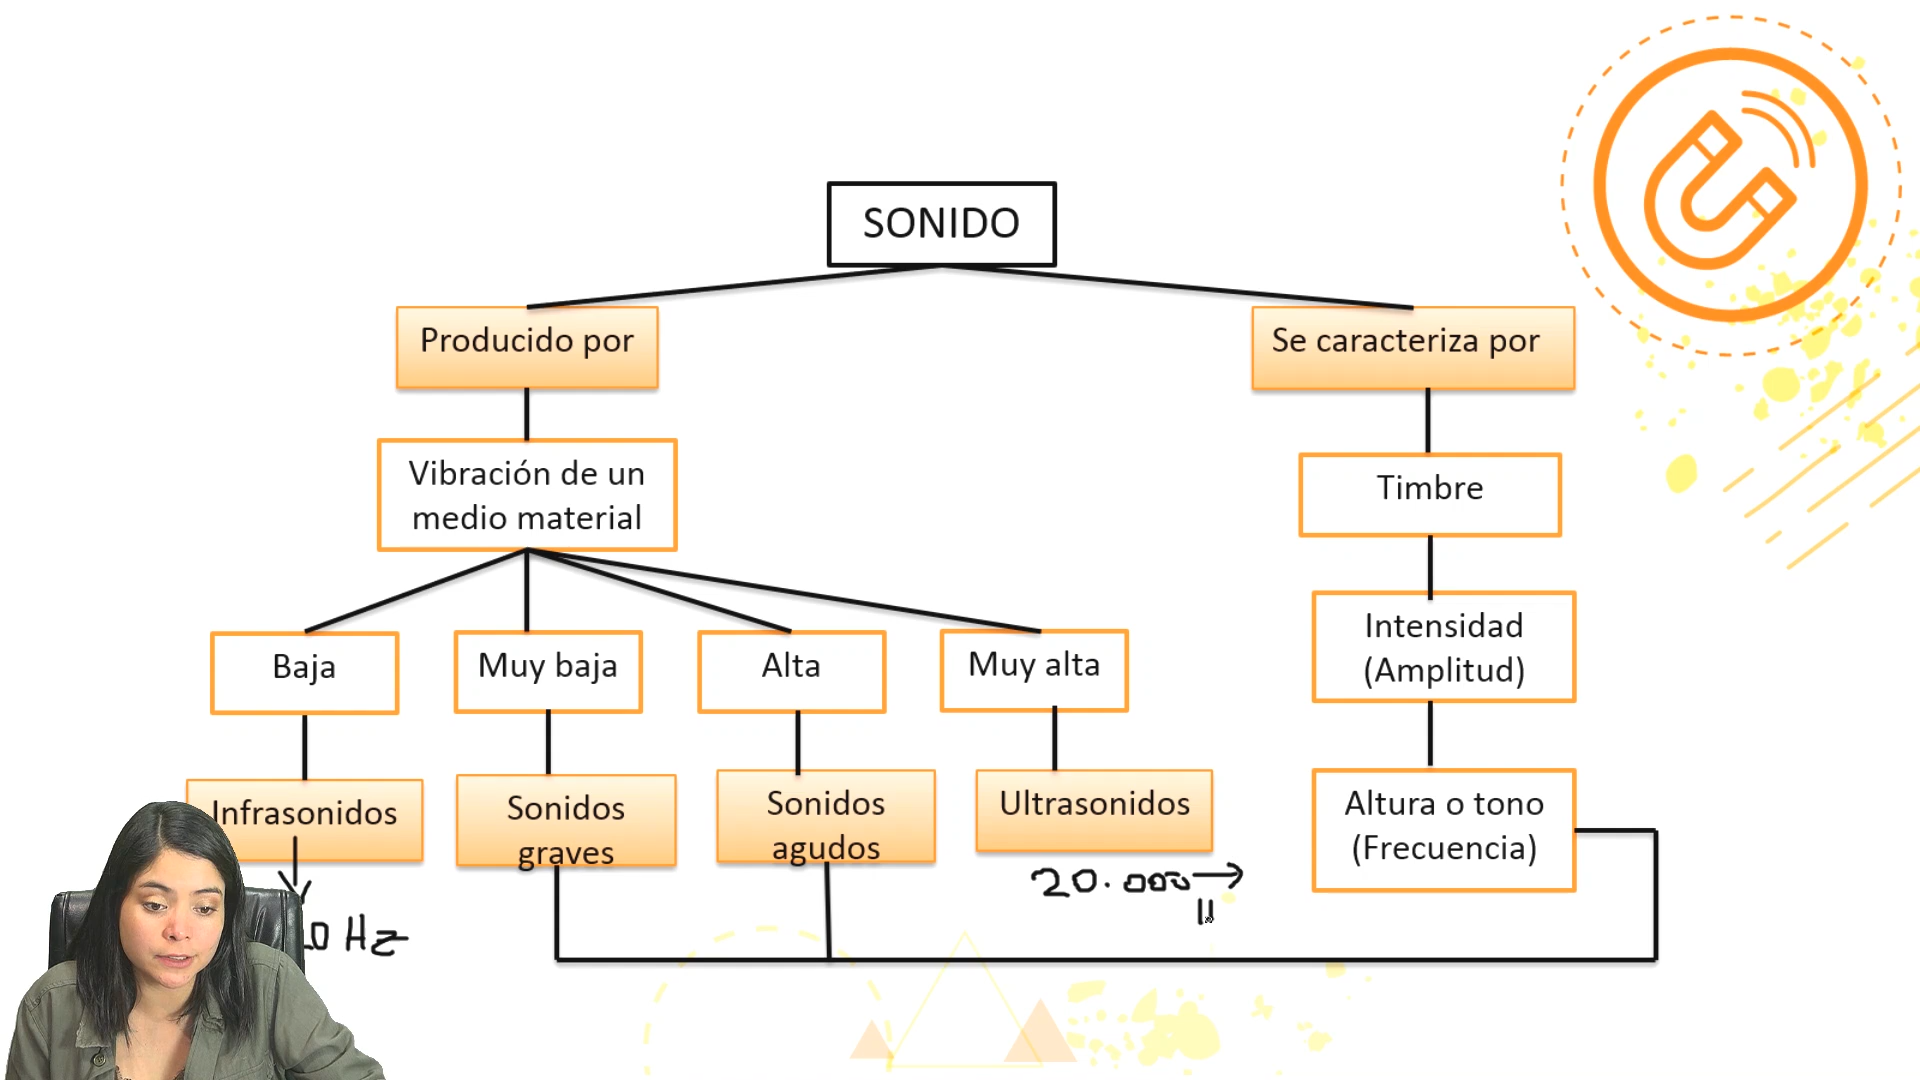 SONIDO
Producido por
Se caracteriza por
Vibración de un
medio material
Timbre
Intensidad
(Amplitud)
Baja
Muy baja
Alta
Muy alta
Infrasonidos
Sonidos
graves
Sonidos
agudos
Ultrasonidos
Altura o tono
(Frecuencia)
20.000
Hz